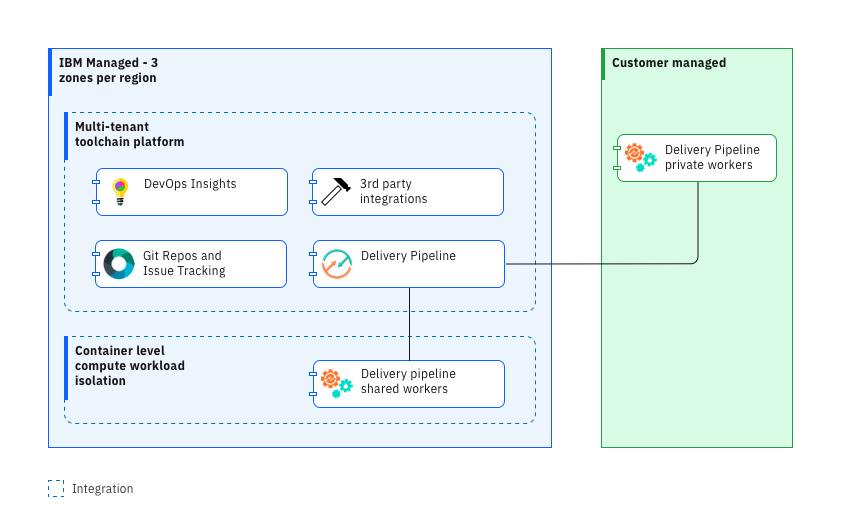 IBM Managed - 3
zones per region
Multi-tenant
toolchain platform
DevOps Insights
3rd party
integrations
Git Repos and
Issue Tracking
Delivery Pipeline
Container level
compute workload
isolation
Delivery pipeline
shared workers
Customer managed
Delivery Pipeline
private workers
Integration